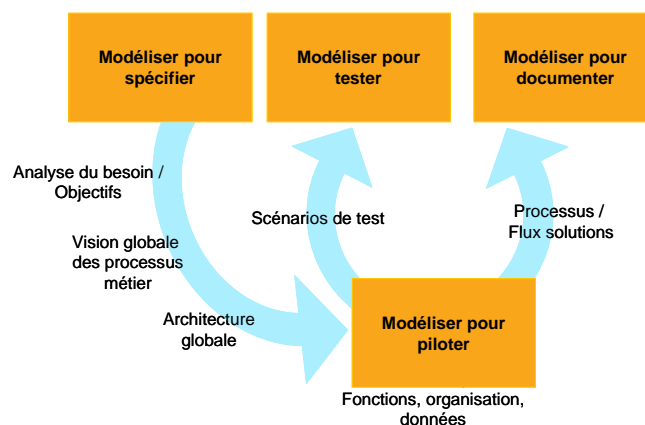 Modéliser pour
spécifier
Modéliser pour
tester
Modéliser pour
documenter
Analyse du besoin /
Objectifs
Scénarios de test
Processus /
Flux solutions
Vision globale
des processus
métier
Architecture
globale
Modéliser pour
piloter
Fonctions, organisation,
données